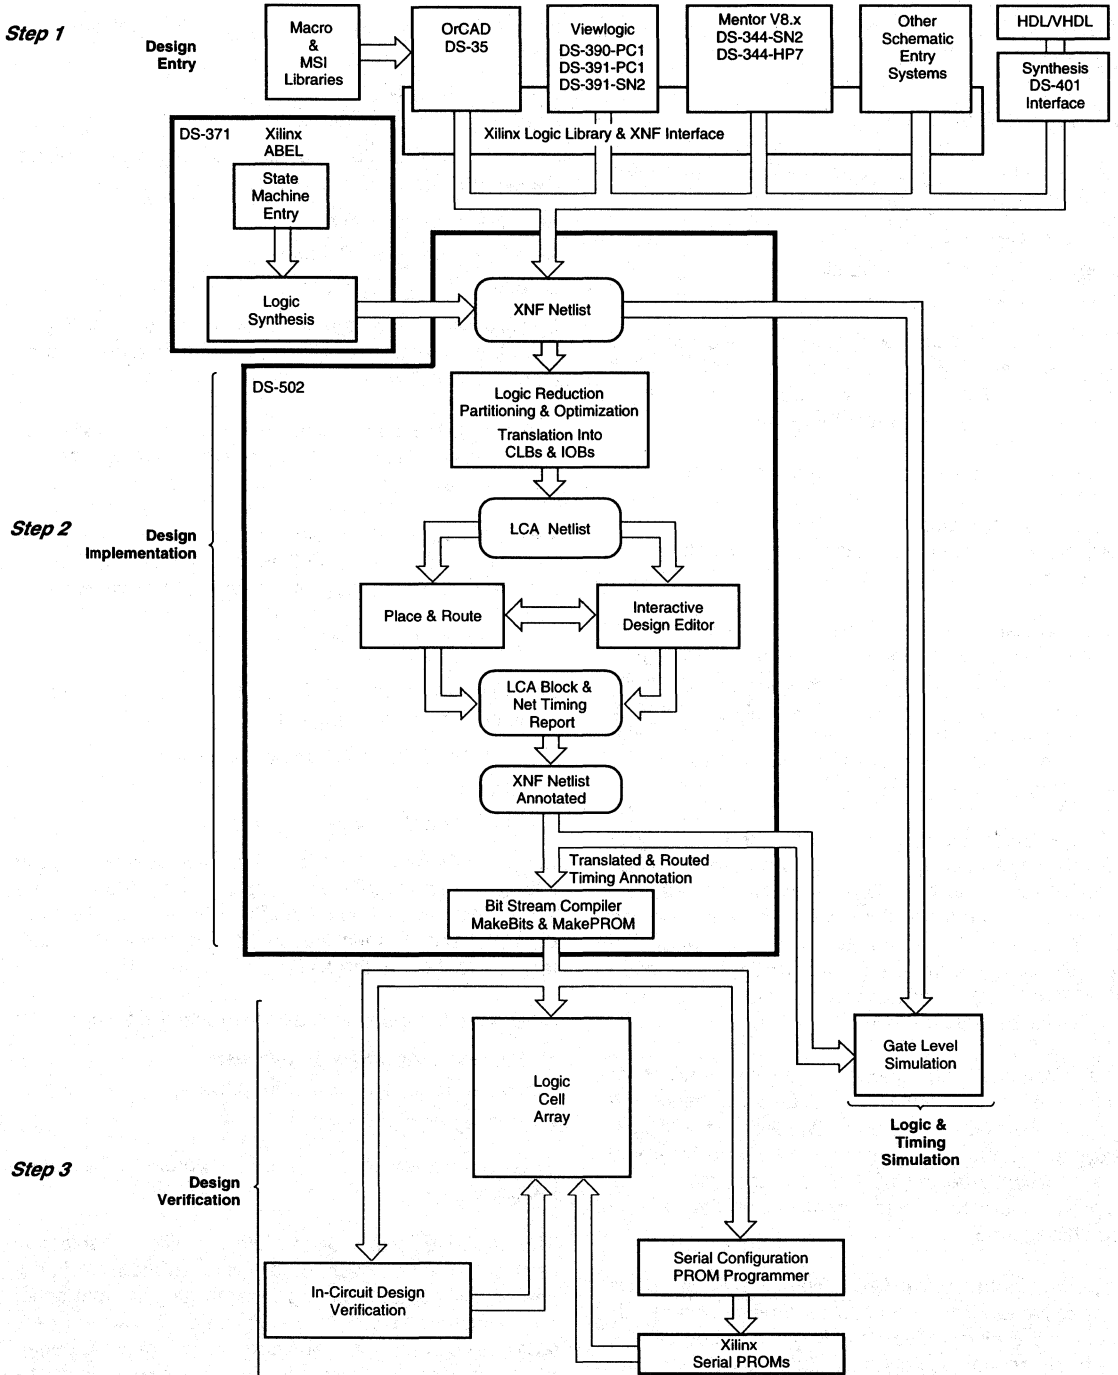 Step 1
Design
Entry
Macro
&
MSI
Libraries
OrCAD
DS-35
Viewlogic
DS-390-PC1
DS-391-PC1
DS-391-SN2
Mentor V8.x
DS-344-SN2
DS-344-HP7
Other
Schematic
Entry
Systems
HDL/VHDL
Synthesis
DS-401
Interface
Xilinx Logic Library & XNF Interface
DS-371
Xilinx
ABEL
State
Machine
Entry
Logic
Synthesis
XNF Netlist
DS-502
Logic Reduction
Partitioning & Optimization
Translation Into
CLBs & IOBs
Step 2
Design
Implementation
LCA Netlist
Place & Route
Interactive
Design Editor
LCA Block &
Net Timing
Report
XNF Netlist
Annotated
Translated & Routed
Timing Annotation
Bit Stream Compiler
MakeBits & MakePROM
Logic
Cell
Array
Gate Level
Simulation
Logic &
Timing
Simulation
Step 3
Design
Verification
In-Circuit Design
Verification
Serial Configuration
PROM Programmer
Xilinx
Serial PROMs